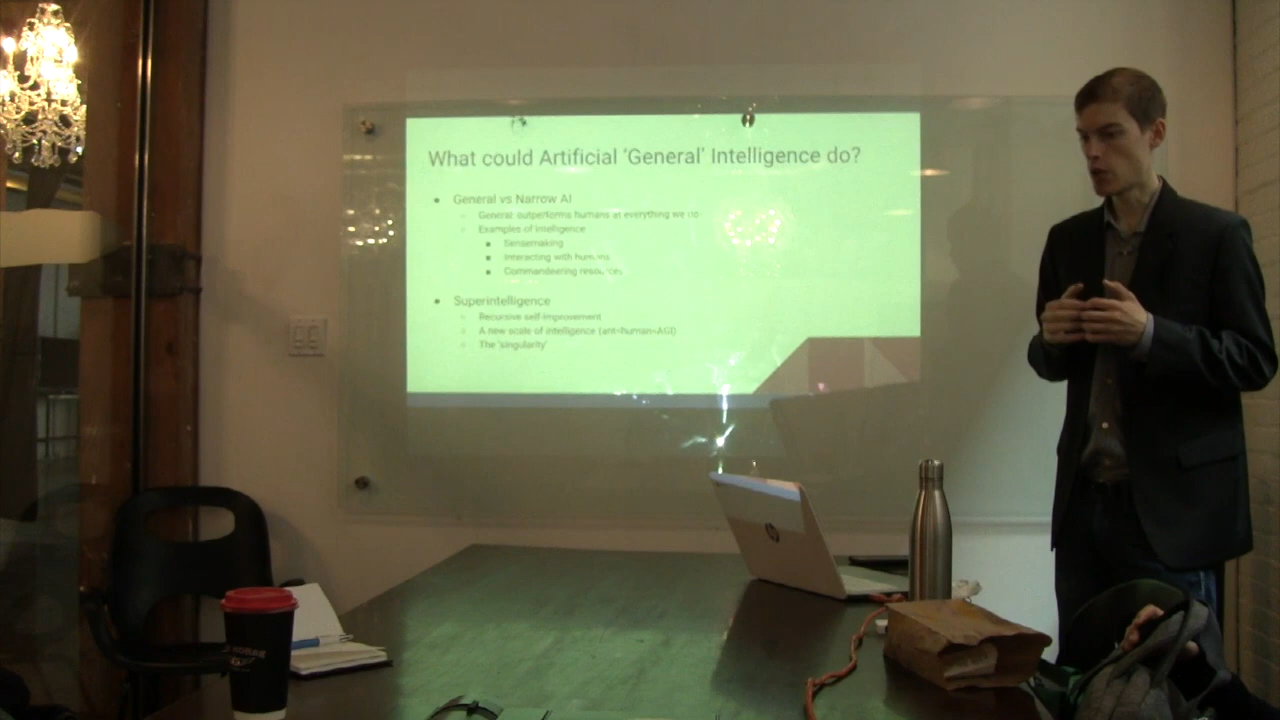 What could Artificial 'General' Intelligence do?
General vs Narrow AI
General: outperforms humans at everything we do
Examples of intelligence
Sensemaking
Interacting with humans
Commandeering resources
Superintelligence
Recursive self-improvement
A new scale of intelligence (ant<human<AGI)
The 'singularity'
hp